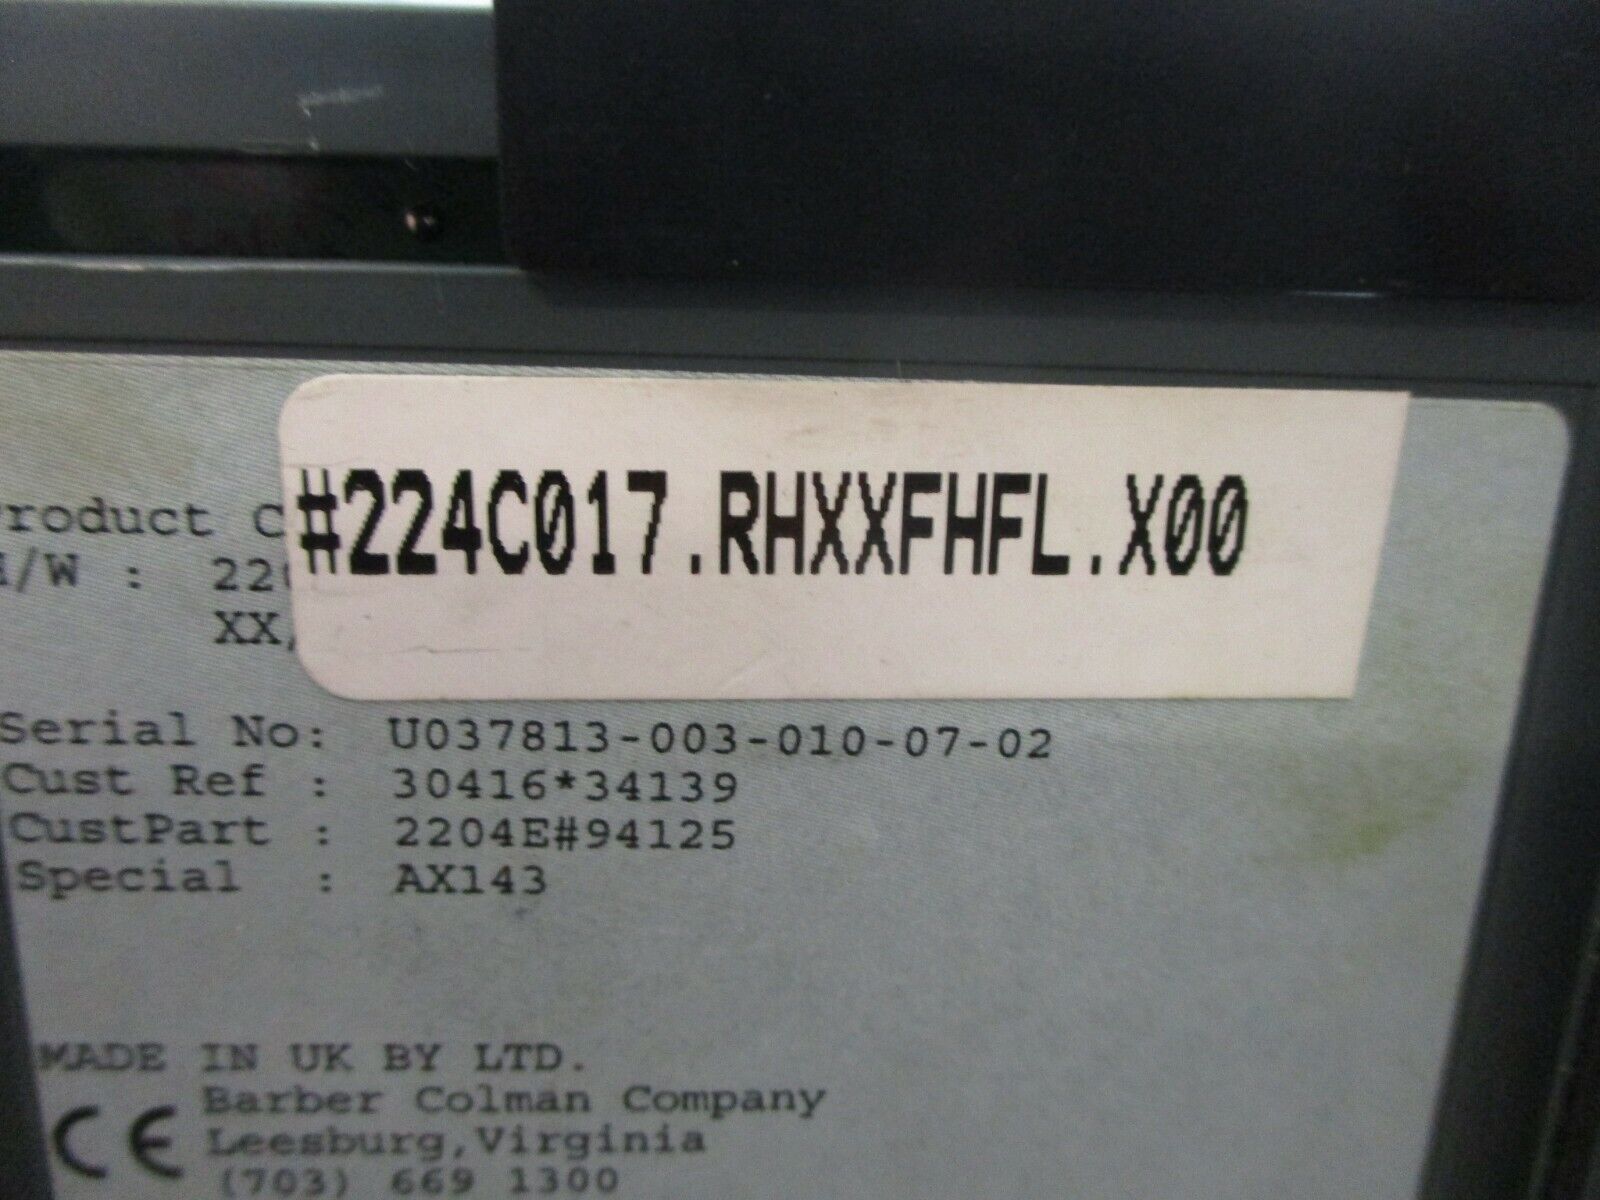 #224C017.RHXXFHFL.X00
roduct C
/W : 22
XX
Serial No: U037813-003-010-07-02
Cust Ref : 30416*34139
CustPart : 2204E#94125
Special : AX143
MADE IN UK BY LTD.
Barber Colman Company
CE Leesburg,Virginia
(703) 669 1300